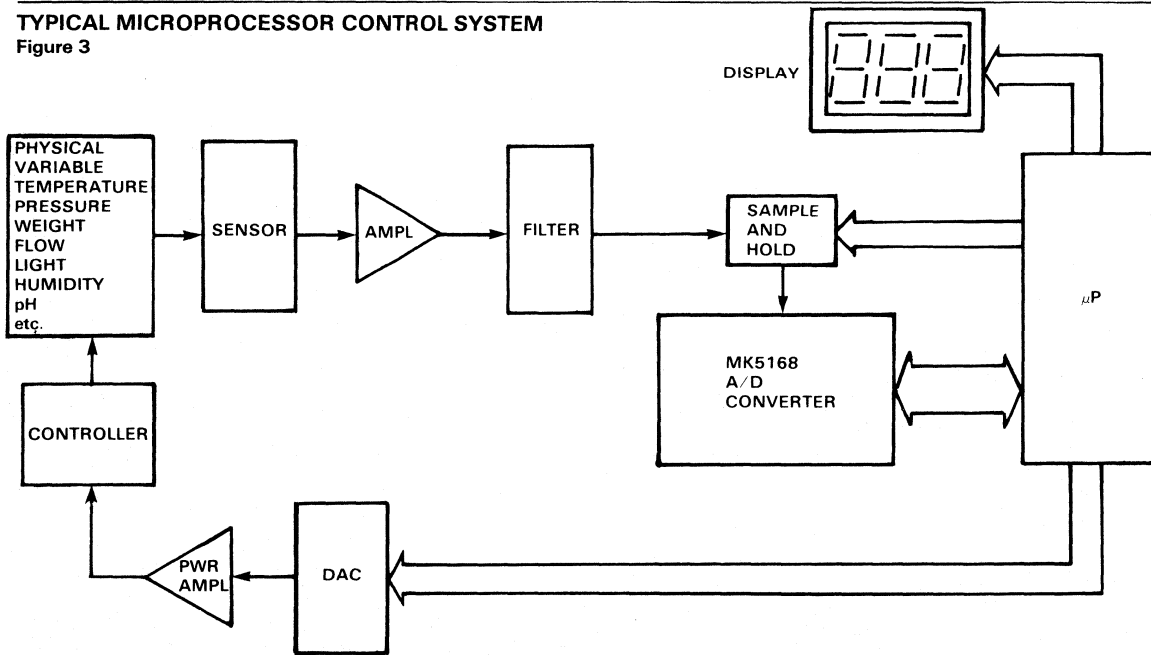 TYPICAL MICROPROCESSOR CONTROL SYSTEM
Figure 3
DISPLAY
PHYSICAL
VARIABLE
TEMPERATURE
PRESSURE
WEIGHT
FLOW
LIGHT
HUMIDITY
pH
etc.
SENSOR
AMPL
FILTER
SAMPLE
AND
HOLD
μP
MK5168
A/D
CONVERTER
CONTROLLER
PWR
AMPL
DAC